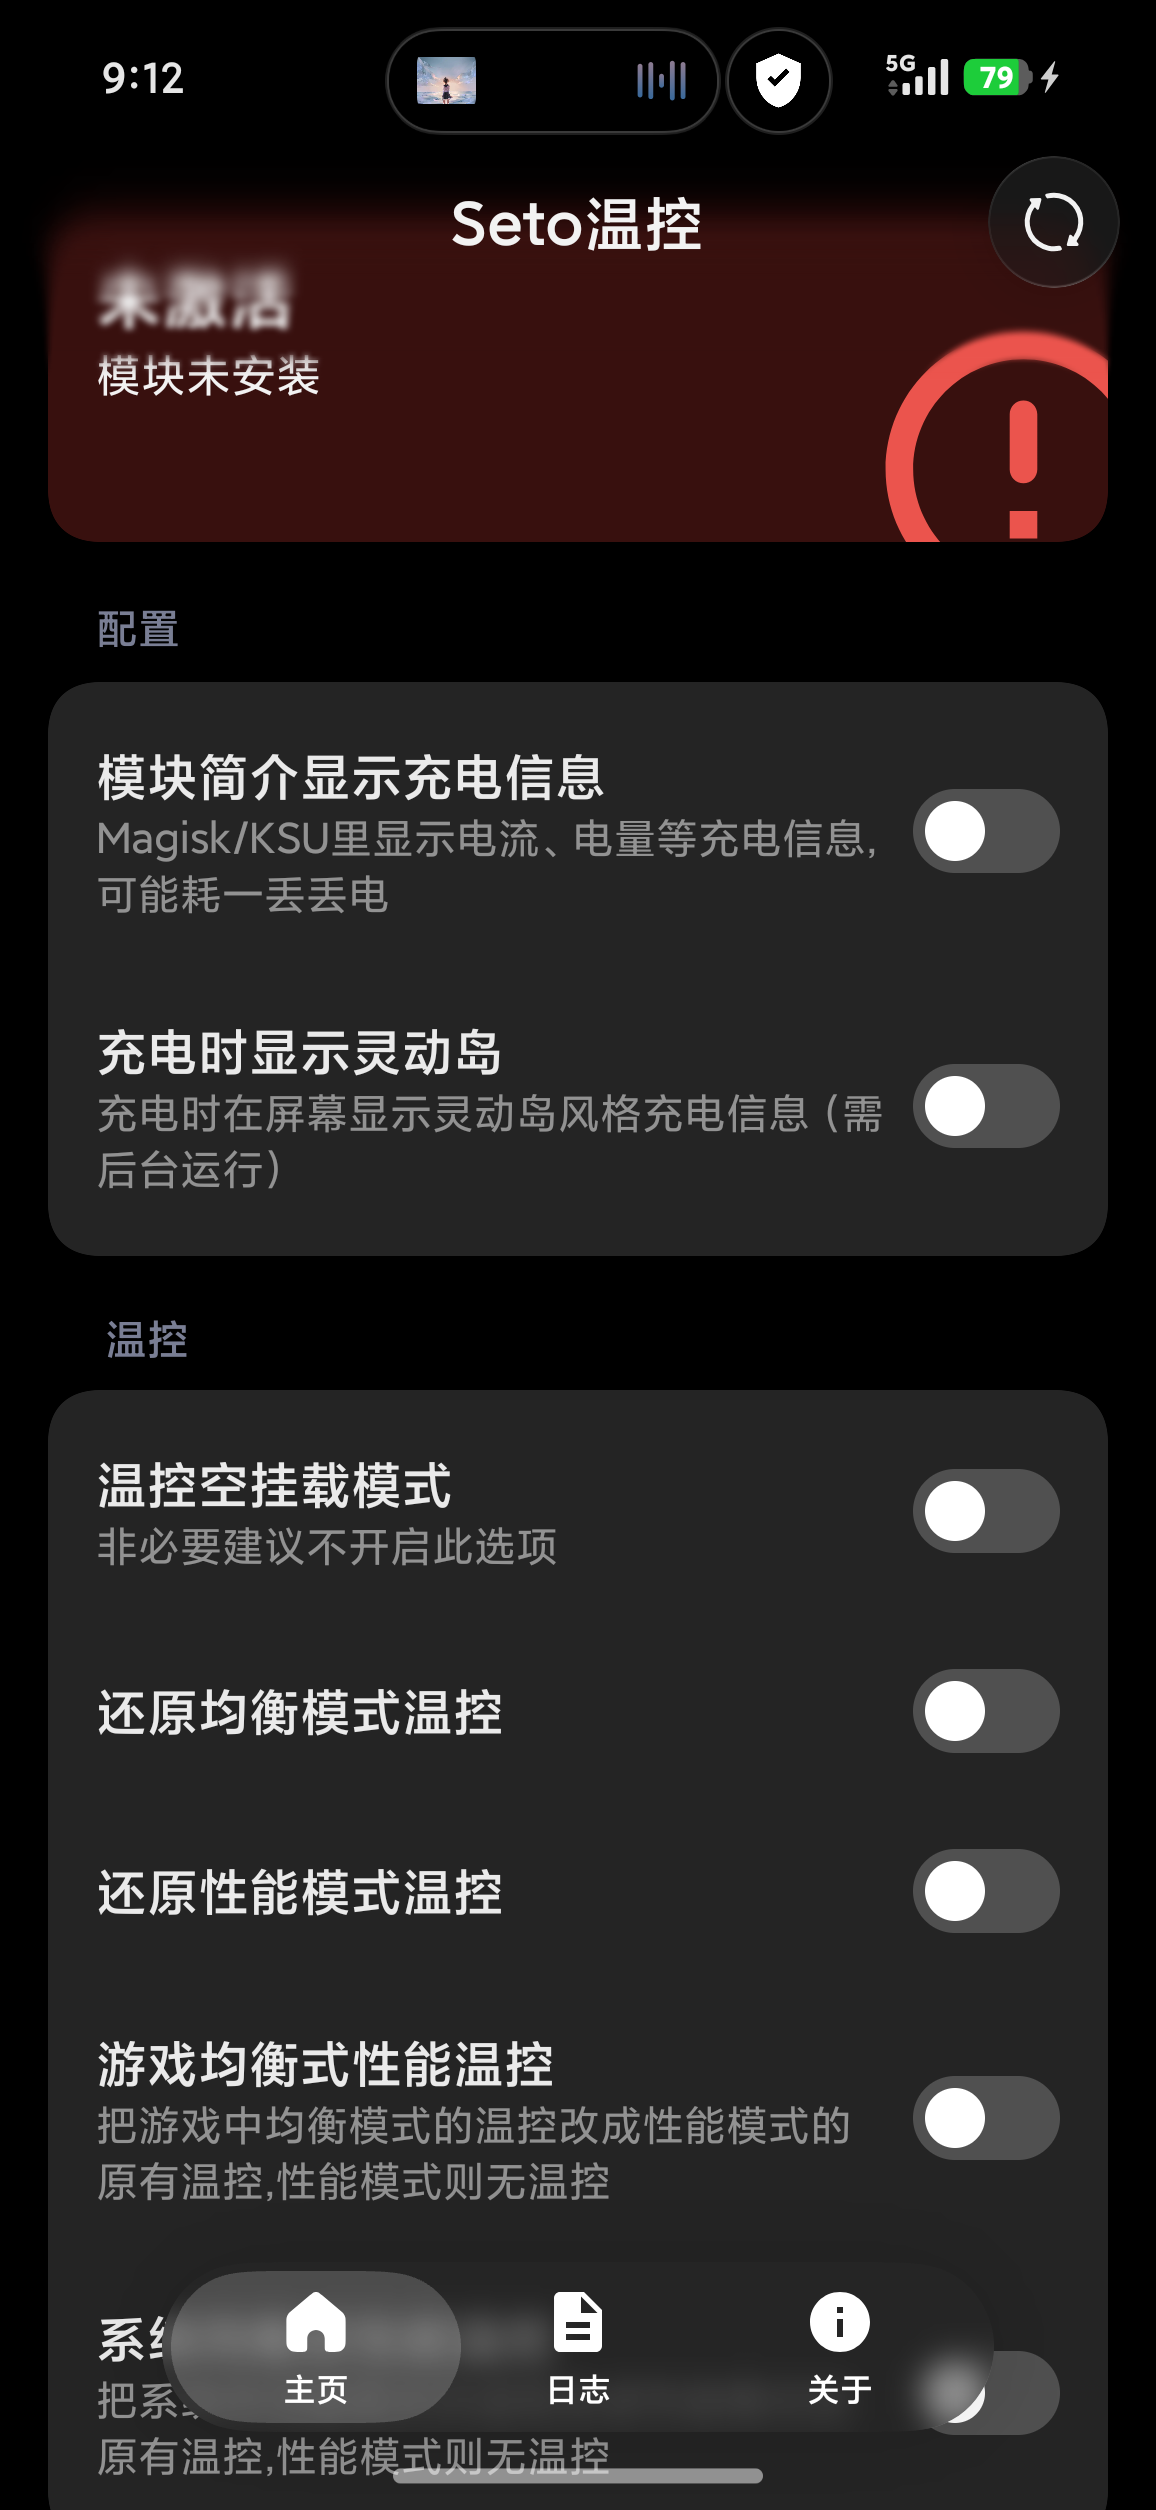 9:12
5G
79
Seto温控
未激活
模块未安装
配置
模块简介显示充电信息
Magisk/KSU里显示电流、电量等充电信息,
可能耗一丢丢电
充电时显示灵动岛
充电时在屏幕显示灵动岛风格充电信息（需
后台运行）
温控
温控空挂载模式
非必要建议不开启此选项
还原均衡模式温控
还原性能模式温控
游戏均衡式性能温控
把游戏中均衡模式的温控改成性能模式的
原有温控,性能模式则无温控
系
把系
原有温控,性能模式则无温控
主页
日志
关于